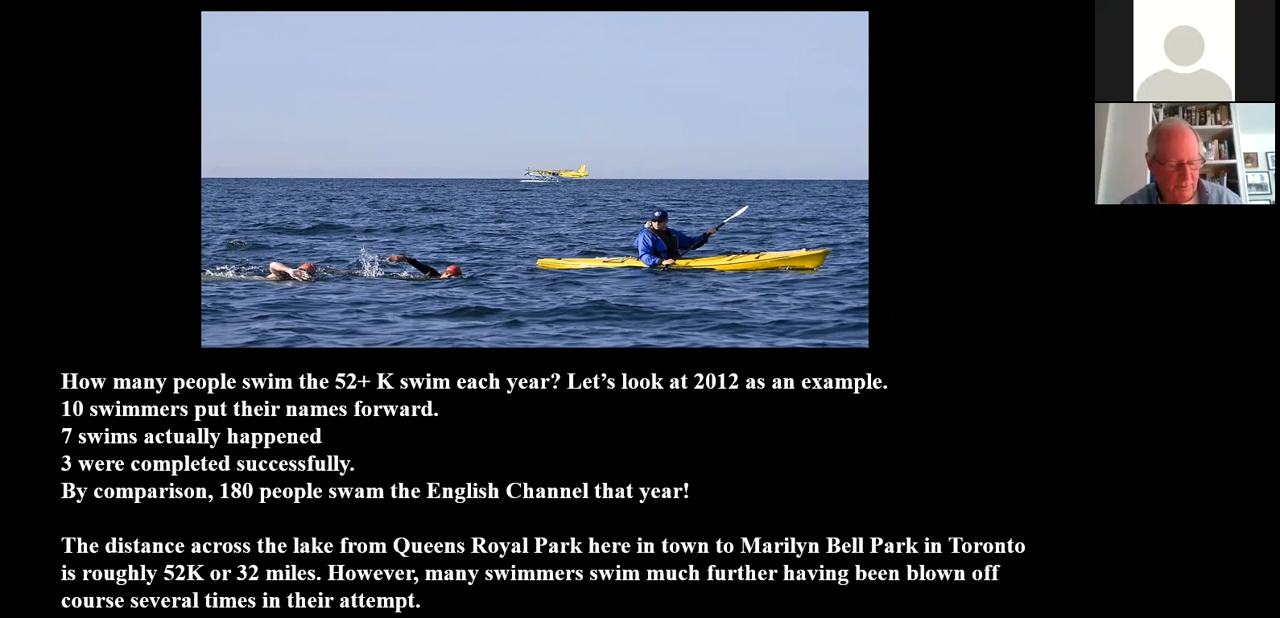 How many people swim the 52+ K swim each year? Let’s look at 2012 as an example.
10 swimmers put their names forward.
7 swims actually happened
3 were completed successfully.
By comparison, 180 people swam the English Channel that year!
The distance across the lake from Queens Royal Park here in town to Marilyn Bell Park in Toronto
is roughly 52K or 32 miles. However, many swimmers swim much further having been blown off
course several times in their attempt.